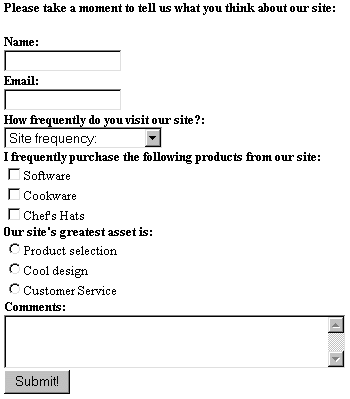 Please take a moment to tell us what you think about our site:
Name:
Email:
How frequently do you visit our site?:
Site frequency:
I frequently purchase the following products from our site:
Software
Cookware
Chef's Hats
Our site's greatest asset is:
Product selection
Cool design
Customer Service
Comments:
Submit!